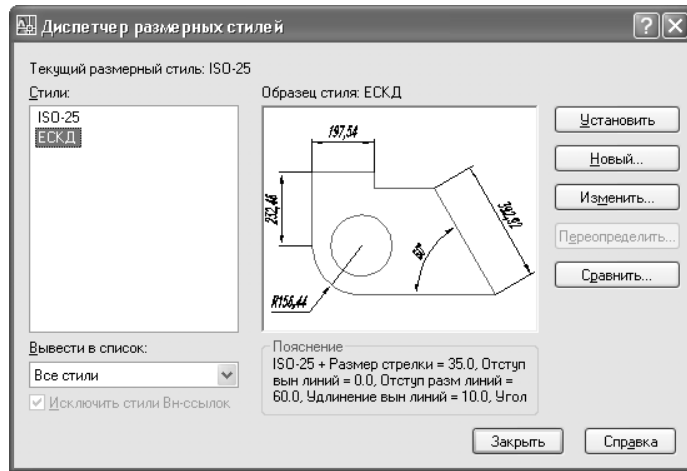 Диспетчер размерных стилей
Текущий размерный стиль: ISO-25
Стили:
ISO-25
ЕСКД
Образец стиля: ЕСКД
197,54
232,46
392,92
60°
R156,44
Установить
Новый...
Изменить...
Переопределить...
Сравнить...
Вывести в список:
Все стили
Исключить стили Вн-ссылок
Пояснение
ISO-25 + Размер стрелки = 35.0, Отступ
вын линий = 0.0, Отступ разм линий =
60.0, Удлинение вын линий = 10.0, Угол
Закрыть
Справка